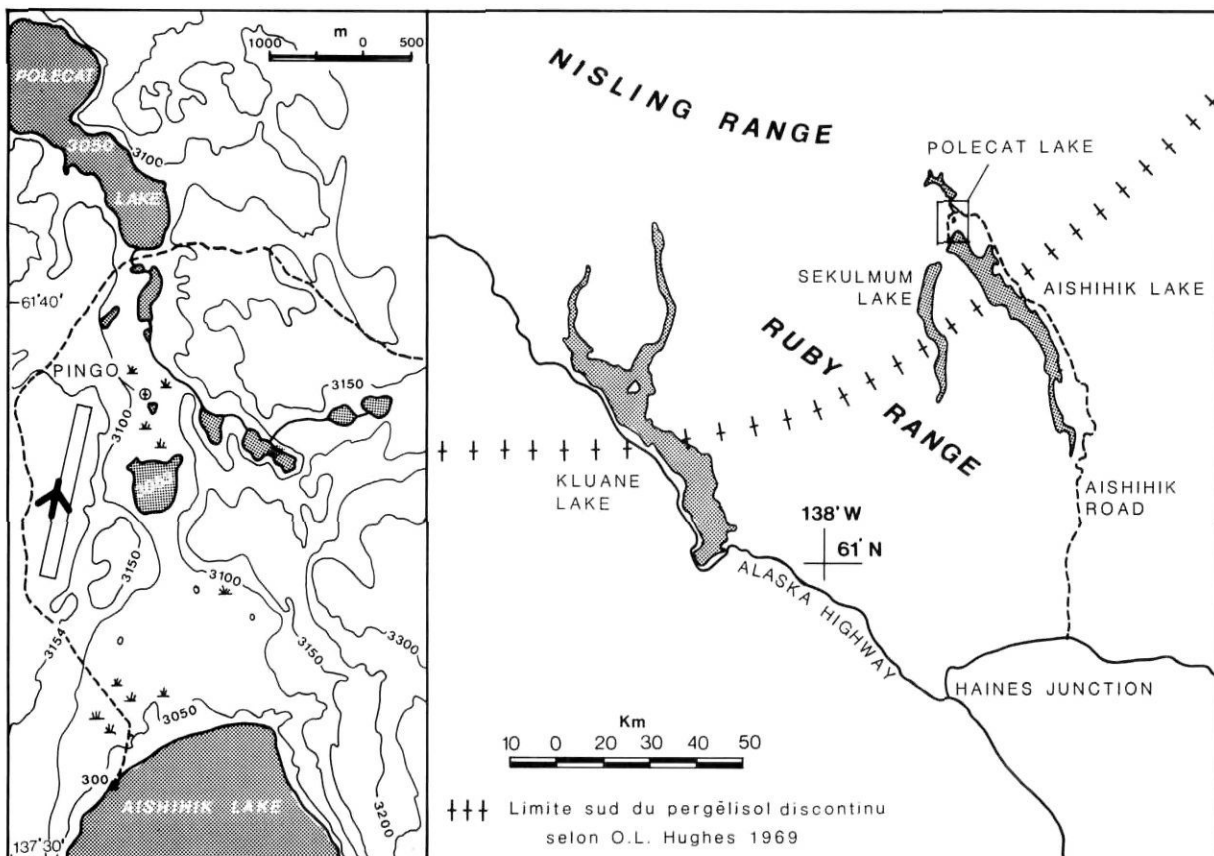 m
1000 0 500
POLECAT
3050
LAKE
3100
61°40'
PINGO
3100
3150
3150
3100
3154
3150
3300
3050
300
AISHIHIK LAKE
3200
137°30'
NISLING RANGE
POLECAT LAKE
SEKULMUM
LAKE
AISHIHIK LAKE
RUBY
RANGE
KLUANE
LAKE
138° W
61° N
AISHIHIK
ROAD
ALASKA HIGHWAY
HAINES JUNCTION
Km
10 0 10 20 30 40 50
Limite sud du pergélisol discontinu
selon O.L. Hughes 1969